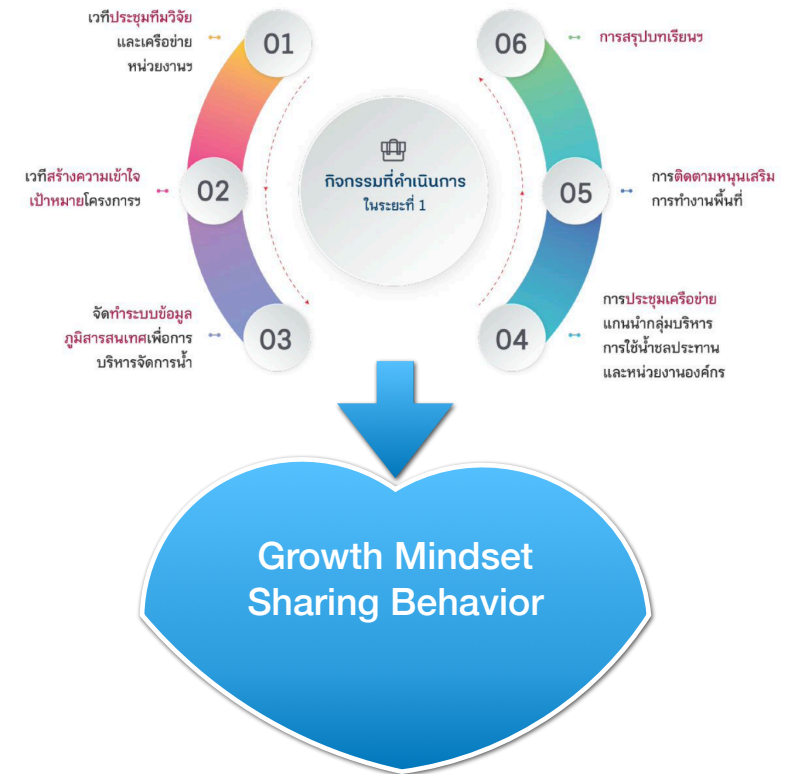 เวทีประชุมทีมวิจัย
และเครือข่าย
หน่วยงานฯ
01
เวทีสร้างความเข้าใจ
เป้าหมายโครงการฯ
02
จัดทำระบบข้อมูล
ภูมิสารสนเทศเพื่อการ
บริหารจัดการน้ำ
03
กิจกรรมที่ดำเนินการ
ในระยะที่ 1
06
การสรุปบทเรียนฯ
05
การติดตามหนุนเสริม
การทำงานพื้นที่
04
การประชุมเครือข่าย
แกนนำกลุ่มบริหาร
การใช้น้ำชลประทาน
และหน่วยงานองค์กร
Growth Mindset
Sharing Behavior